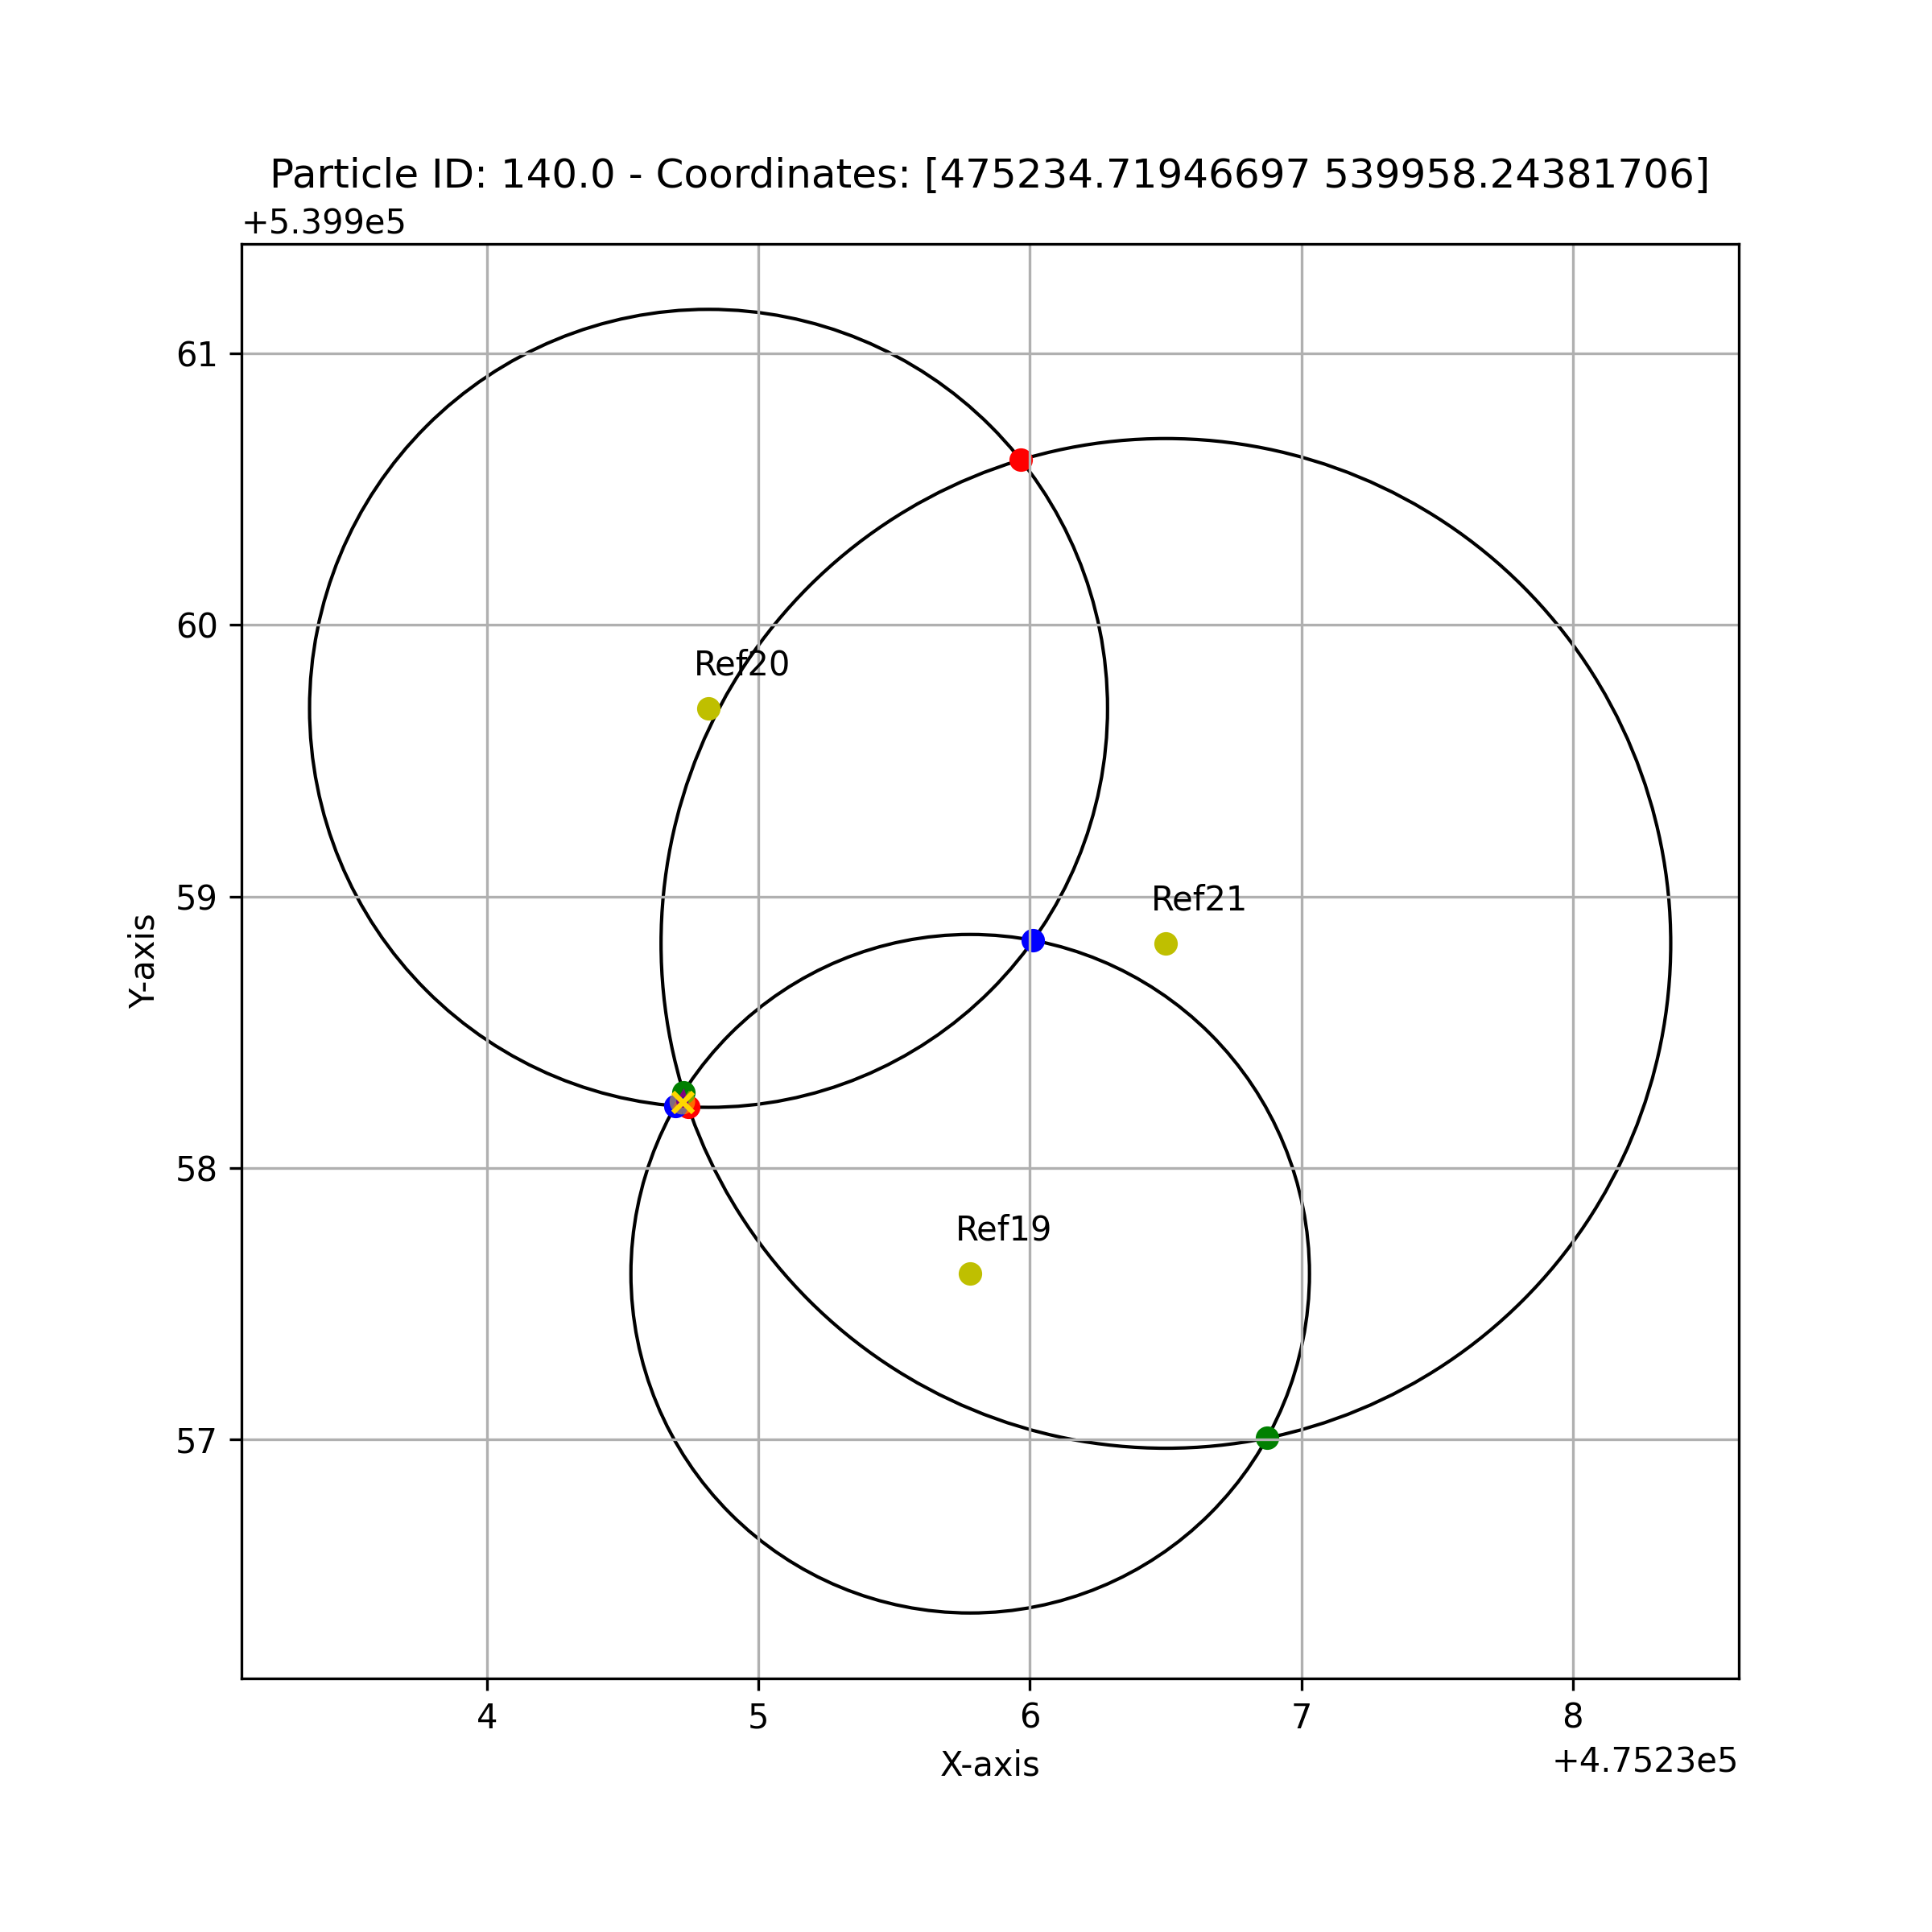 Particle ID: 140.0 - Coordinates: [475234.71946697 539958.24381706]
+5.399e5
61
60
59
58
57
Y-axis
Ref20
Ref21
Ref19
4 5 6 7 8
X-axis
+4.7523e5